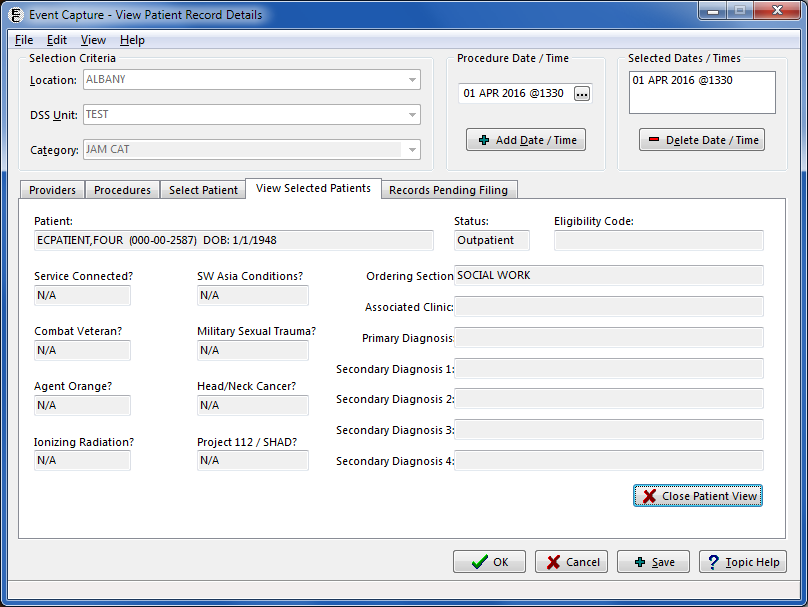 Event Capture - View Patient Record Details
File Edit View Help
Selection Criteria
Location: ALBANY
DSS Unit: TEST
Category: JAM CAT
Procedure Date / Time
01 APR 2016 @1330 ...
Add Date / Time
Selected Dates / Times
01 APR 2016 @1330
Delete Date / Time
Providers Procedures Select Patient View Selected Patients Records Pending Filing
Patient: Status: Eligibility Code:
ECPATIENT,FOUR (000-00-2587) DOB: 1/1/1948 Outpatient
Service Connected? SW Asia Conditions? Ordering Section SOCIAL WORK
N/A N/A
Associated Clinic:
Combat Veteran? Military Sexual Trauma? Primary Diagnosis:
N/A N/A
Secondary Diagnosis 1:
Agent Orange? Head/Neck Cancer?
N/A N/A Secondary Diagnosis 2:
Secondary Diagnosis 3:
Ionizing Radiation? Project 112 / SHAD?
N/A N/A Secondary Diagnosis 4:
Close Patient View
OK Cancel Save Topic Help